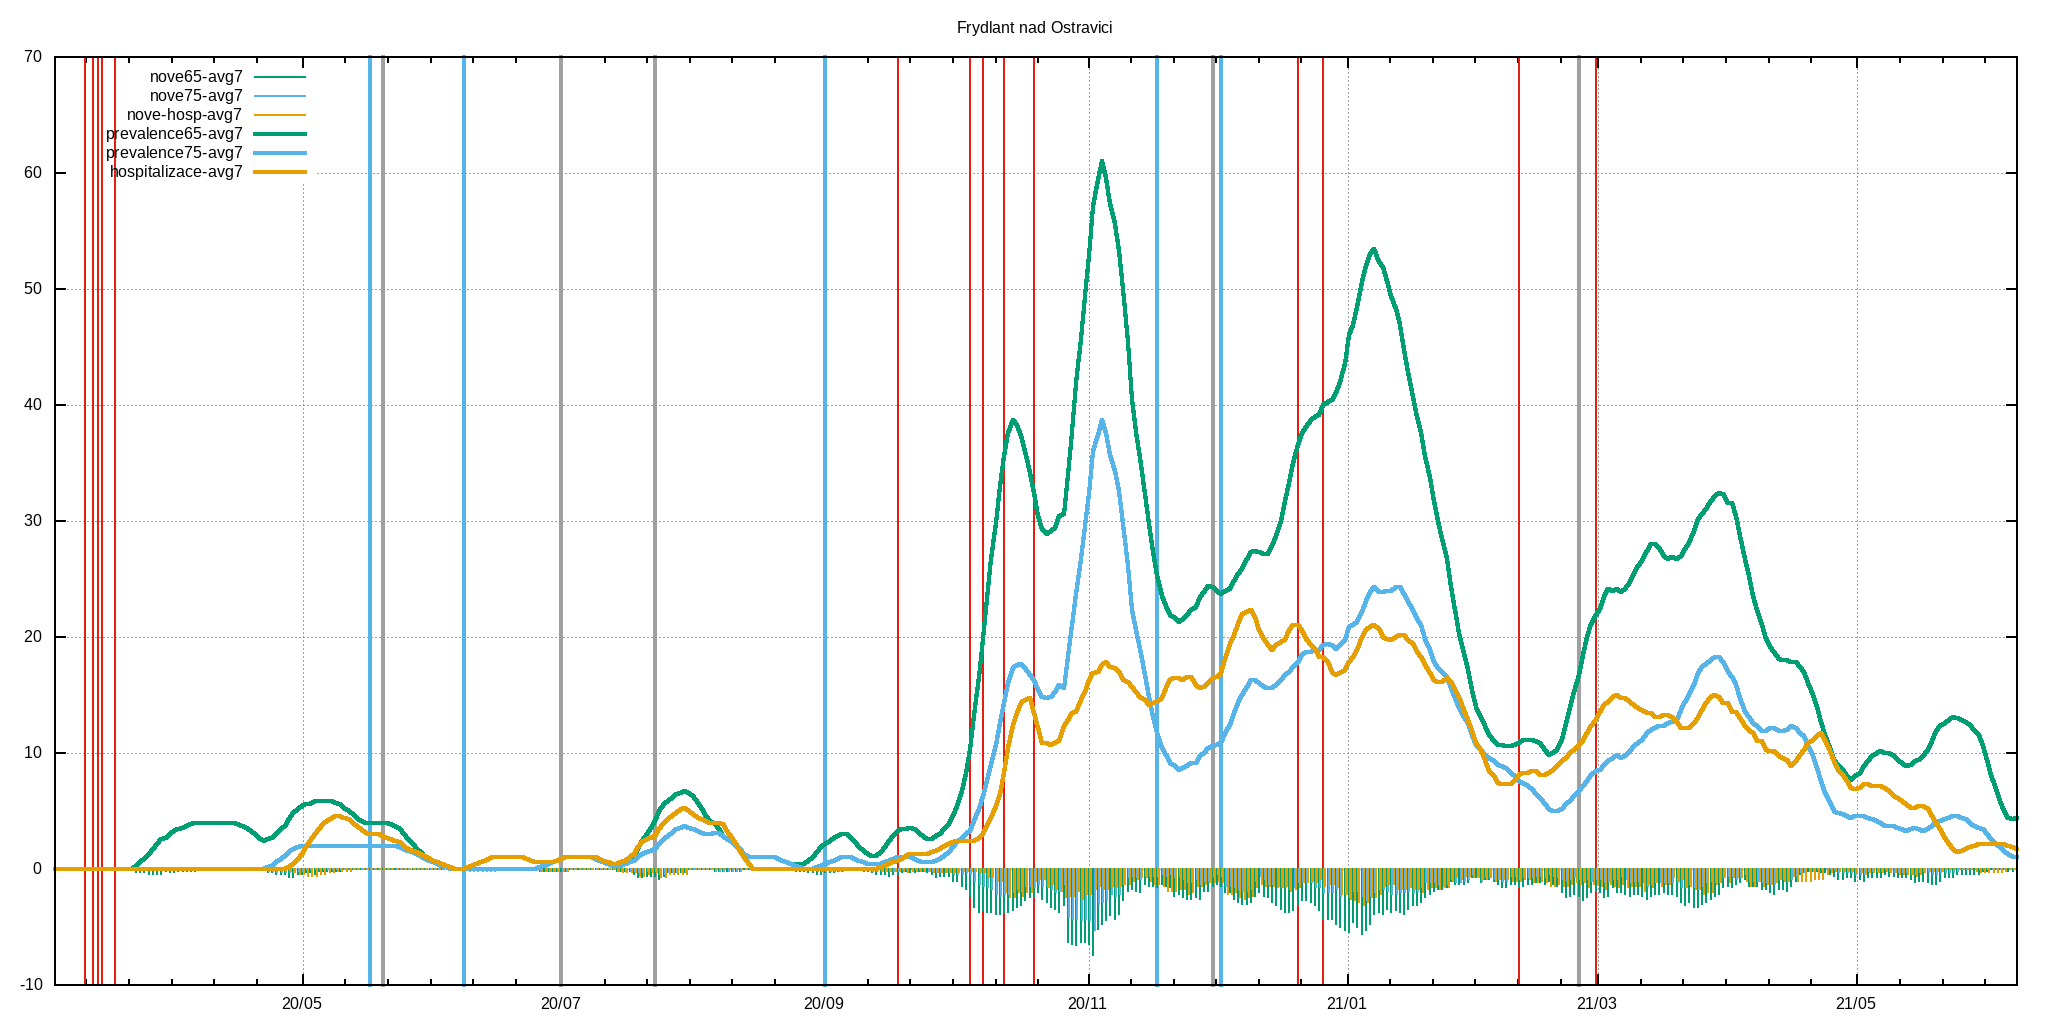 Frydlant nad Ostravici
70
nove65-avg7
nove75-avg7
nove-hosp-avg7
prevalence65-avg7
prevalence75-avg7
hospitalizace-avg7
60
50
40
30
20
10
0
-10
20/05 20/07 20/09 20/11 21/01 21/03 21/05